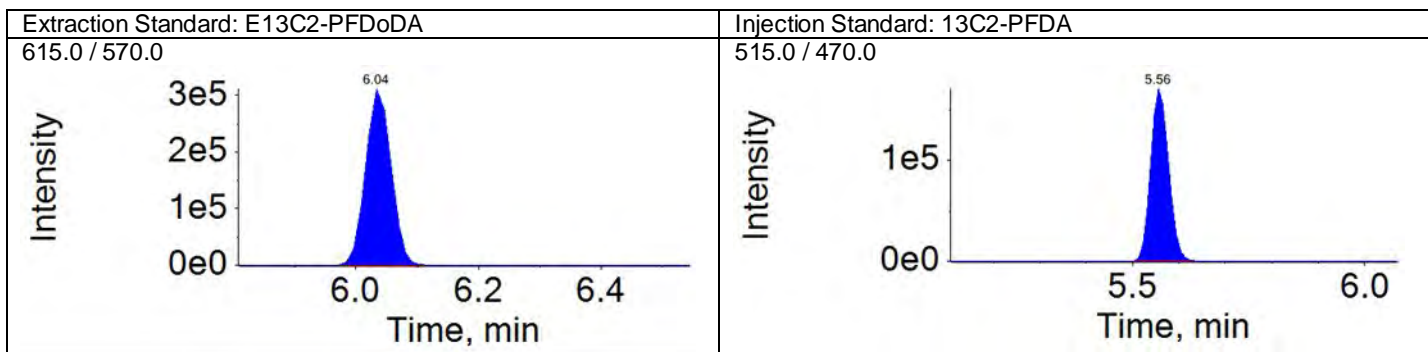 Extraction Standard: E13C2-PFDoDA
615.0 / 570.0
6.04
3e5
2e5
1e5
0e0
Intensity
6.0 6.2 6.4
Time, min
Injection Standard: 13C2-PFDA
515.0 / 470.0
5.56
1e5
0e0
Intensity
5.5 6.0
Time, min